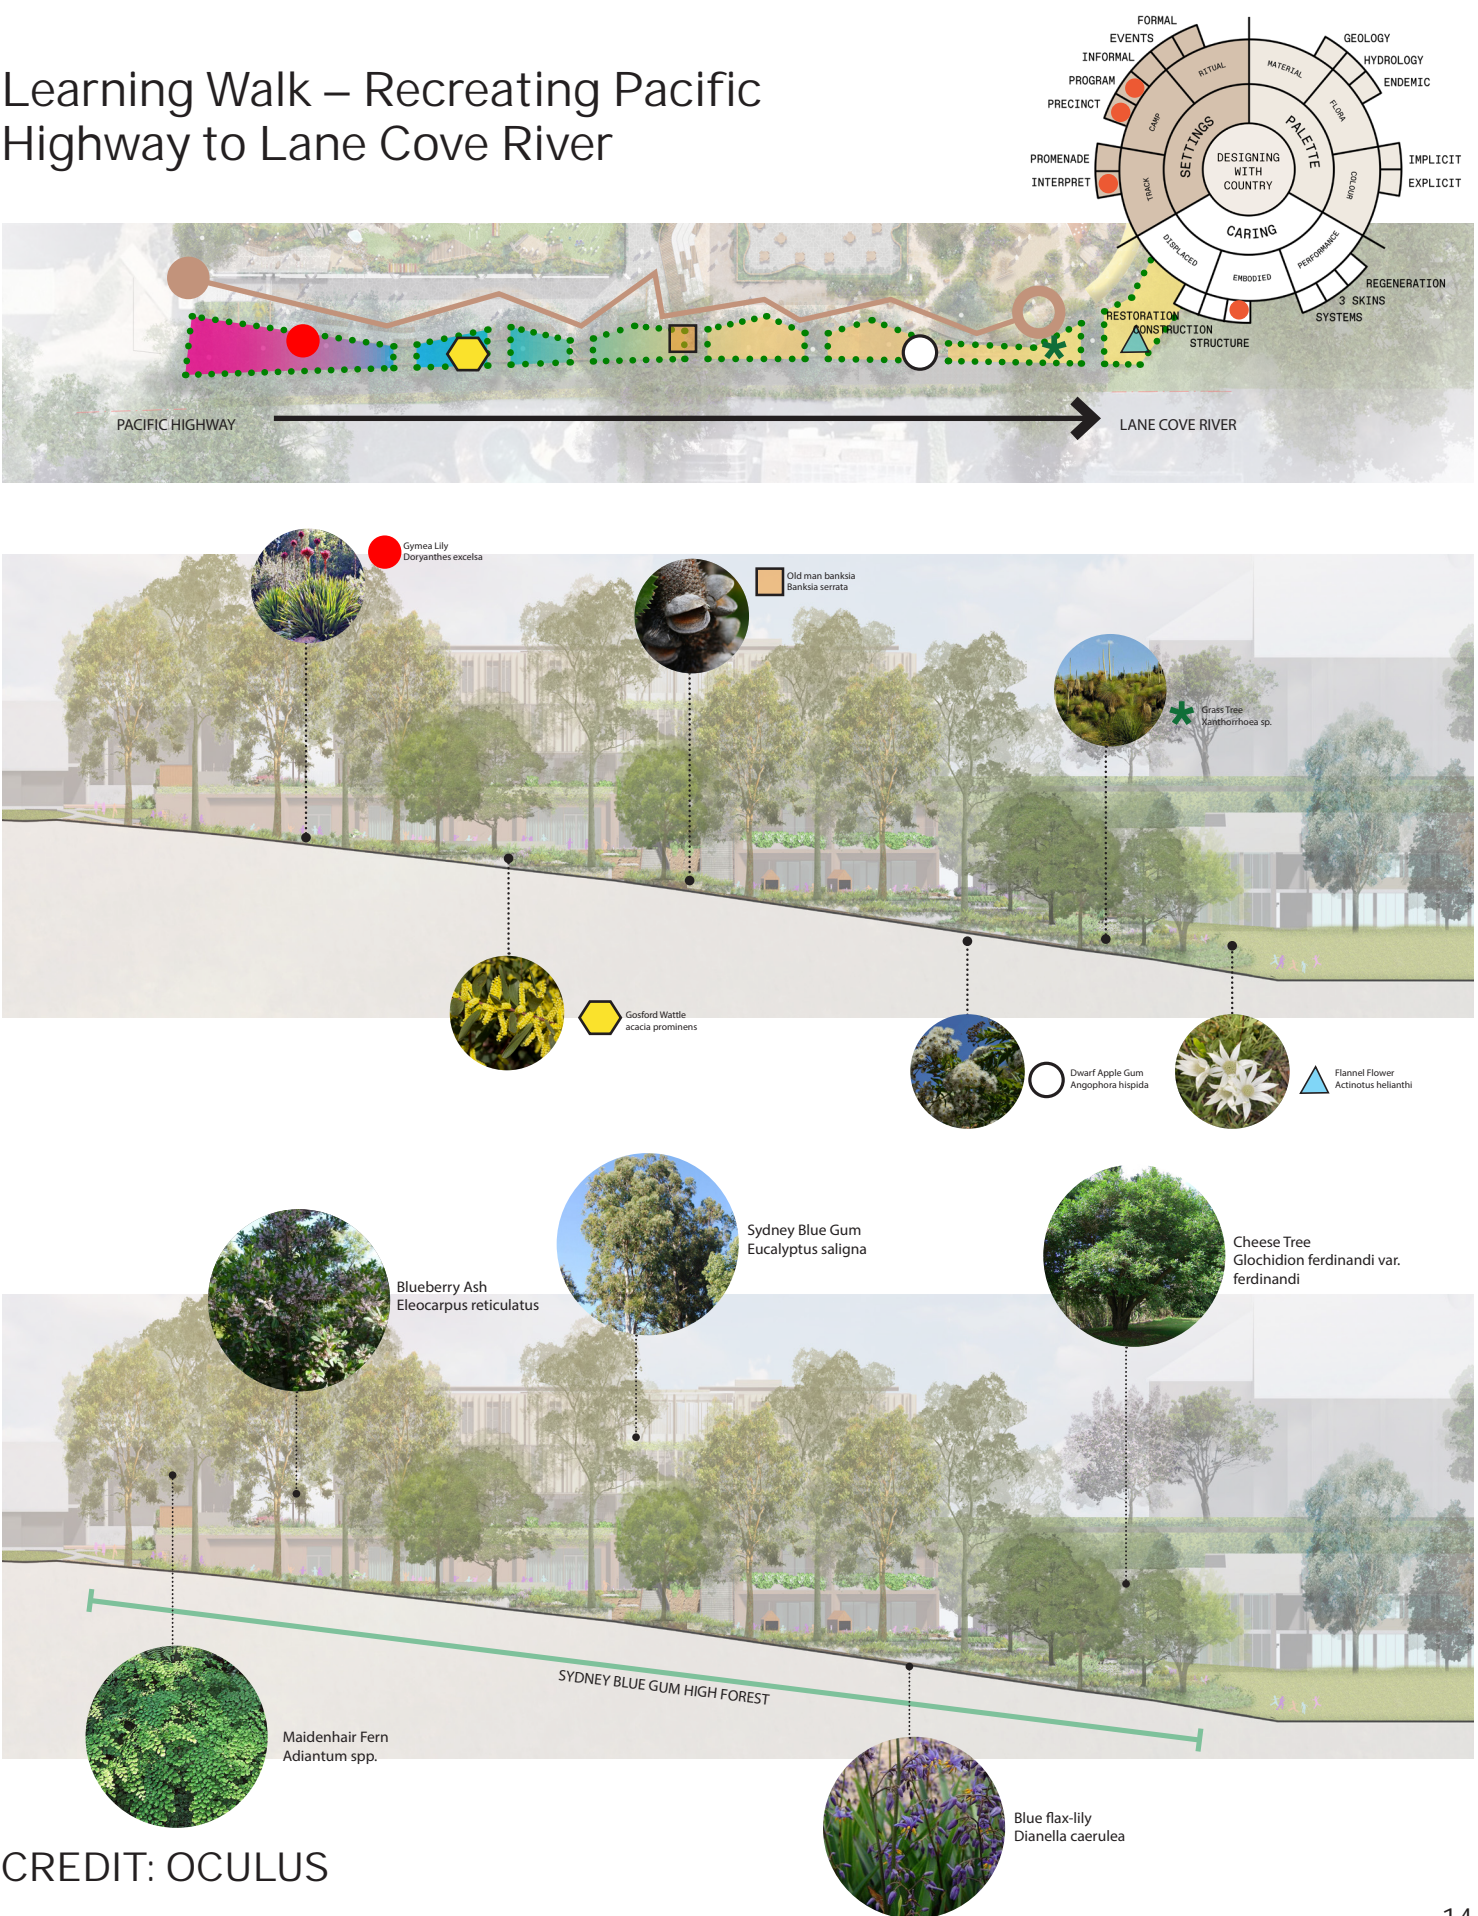 Learning Walk – Recreating Pacific
Highway to Lane Cove River
FORMAL
EVENTS
INFORMAL
PROGRAM
PRECINCT
PROMENADE
INTERPRET
GEOLOGY
HYDROLOGY
ENDEMIC
IMPLICIT
EXPLICIT
REGENERATION
3 SKINS
SYSTEMS
RESTORATION
CONSTRUCTION
STRUCTURE
RITUAL
CAMP
TRACK
MATERIAL
FLORA
COLOUR
DISPLACED
EMBODIED
PERFORMANCE
SETTINGS
PALETTE
CARING
DESIGNING
WITH
COUNTRY
PACIFIC HIGHWAY
LANE COVE RIVER
Gymea Lily
Doryanthes excelsa
Old man banksia
Banksia serrata
Grass Tree
Xanthorrhoea sp.
Gosford Wattle
acacia prominens
Dwarf Apple Gum
Angophora hispida
Flannel Flower
Actinotus helianthi
Blueberry Ash
Eleocarpus reticulatus
Sydney Blue Gum
Eucalyptus saligna
Cheese Tree
Glochidion ferdinandi var.
ferdinandi
SYDNEY BLUE GUM HIGH FOREST
Maidenhair Fern
Adiantum spp.
Blue flax-lily
Dianella caerulea
CREDIT: OCULUS
14